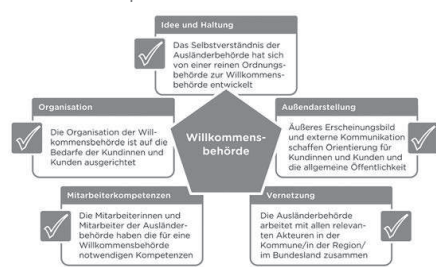 Idee und Haltung
Das Selbstverständnis der
Ausländerbehörde hat sich
von einer reinen Ordnungs-
behörde zur Willkommens-
behörde entwickelt
Organisation
Die Organisation der Will-
kommensbehörde ist auf die
Bedarfe der Kundinnen und
Kunden ausgerichtet
Willkommens-
behörde
Außendarstellung
Äußeres Erscheinungsbild
und externe Kommunikation
schaffen Orientierung für
Kundinnen und Kunden und
die allgemeine Öffentlichkeit
Mitarbeiterkompetenzen
Die Mitarbeiterinnen und
Mitarbeiter der Ausländer-
behörde haben die für eine
Willkommensbehörde
notwendigen Kompetenzen
Vernetzung
Die Ausländerbehörde
arbeitet mit allen relevan-
ten Akteuren in der
Kommune/in der Region/
im Bundesland zusammen